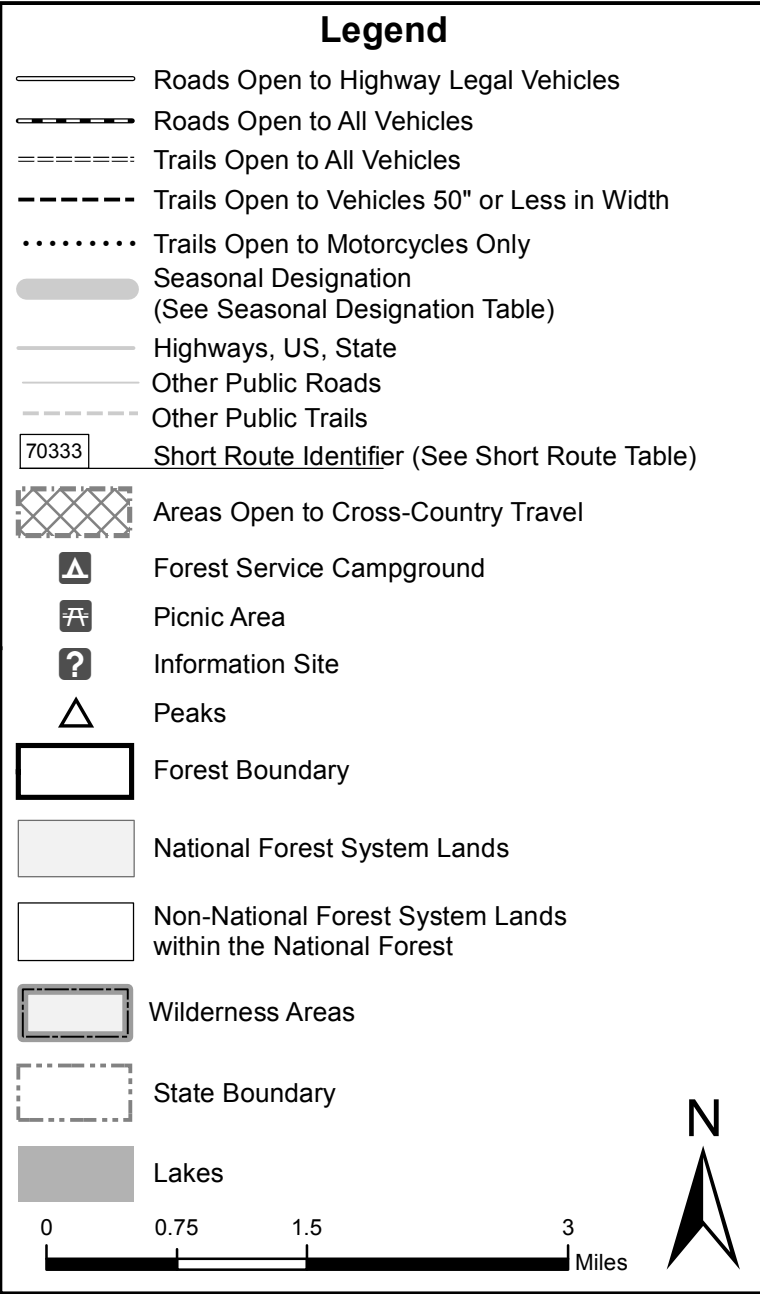 Legend
Roads Open to Highway Legal Vehicles
Roads Open to All Vehicles
Trails Open to All Vehicles
Trails Open to Vehicles 50" or Less in Width
Trails Open to Motorcycles Only
Seasonal Designation
(See Seasonal Designation Table)
Highways, US, State
Other Public Roads
Other Public Trails
70333 Short Route Identifier (See Short Route Table)
Areas Open to Cross-Country Travel
Forest Service Campground
Picnic Area
? Information Site
Peaks
Forest Boundary
National Forest System Lands
Non-National Forest System Lands
within the National Forest
Wilderness Areas
State Boundary
N
Lakes
0 0.75 1.5 3
Miles